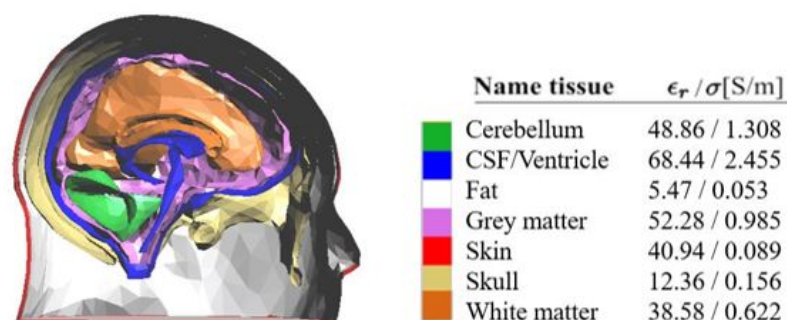 Name tissue ϵr /σ[S/m]
Cerebellum 48.86 / 1.308
CSF/Ventricle 68.44 / 2.455
Fat 5.47 / 0.053
Grey matter 52.28 / 0.985
Skin 40.94 / 0.089
Skull 12.36 / 0.156
White matter 38.58 / 0.622